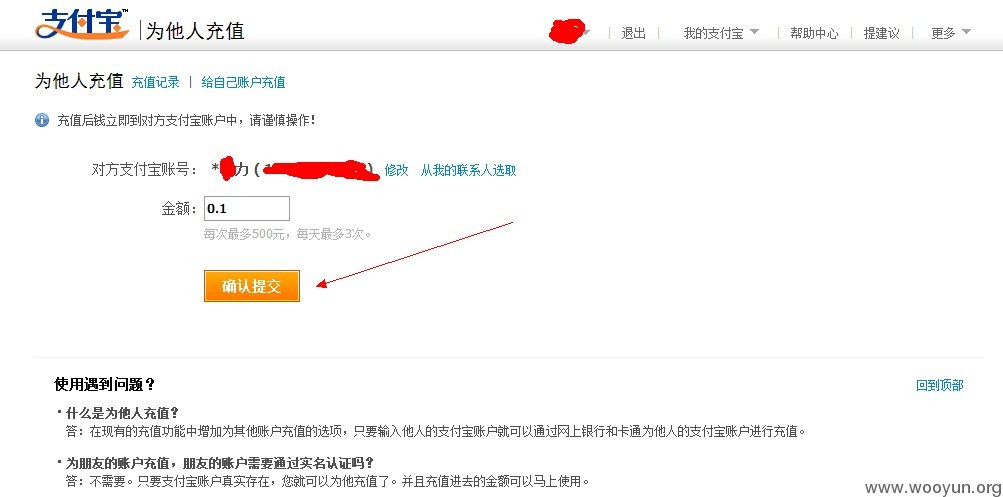 支付宝™ 为他人充值
退出 我的支付宝 帮助中心 提建议 更多
为他人充值 充值记录 | 给自己账户充值
充值后钱立即到对方支付宝账户中，请谨慎操作！
对方支付宝账号： * 力 ( ) 修改 从我的联系人选取
金额： 0.1
每次最多500元，每天最多3次。
确认提交
使用遇到问题？ 回到顶部
·什么是为他人充值？
答：在现有的充值功能中增加为其他账户充值的选项，只要输入他人的支付宝账户就可以通过网上银行和卡通为他人的支付宝账户进行充值。
·为朋友的账户充值，朋友的账户需要通过实名认证吗？
答：不需要。只要支付宝账户真实存在，您就可以为他充值了。并且充值进去的金额可以马上使用。
www.wooyun.org